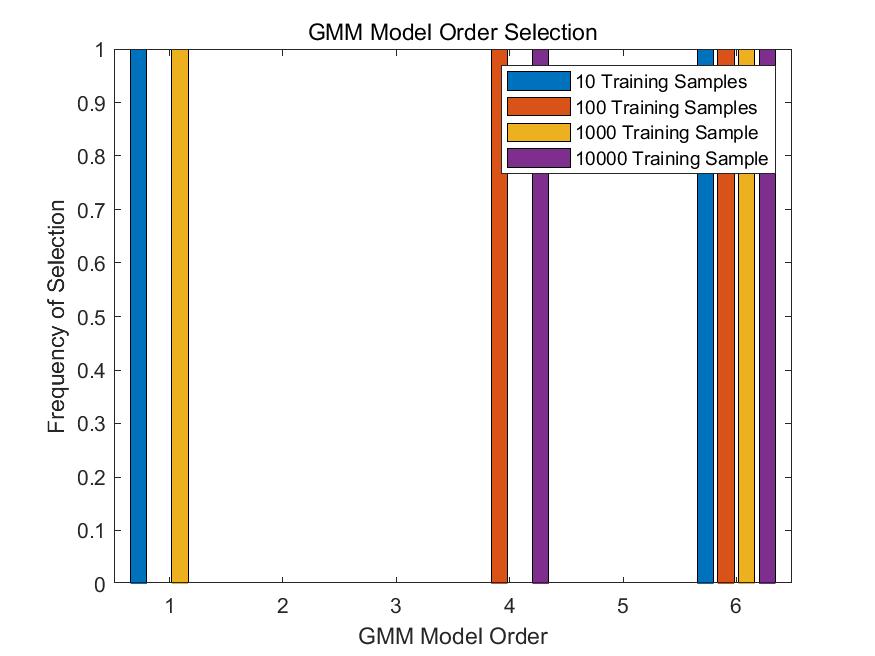 GMM Model Order Selection
1
0.9
0.8
0.7
0.6
0.5
0.4
0.3
0.2
0.1
0
Frequency of Selection
10 Training Samples
100 Training Samples
1000 Training Sample
10000 Training Sample
1 2 3 4 5 6
GMM Model Order